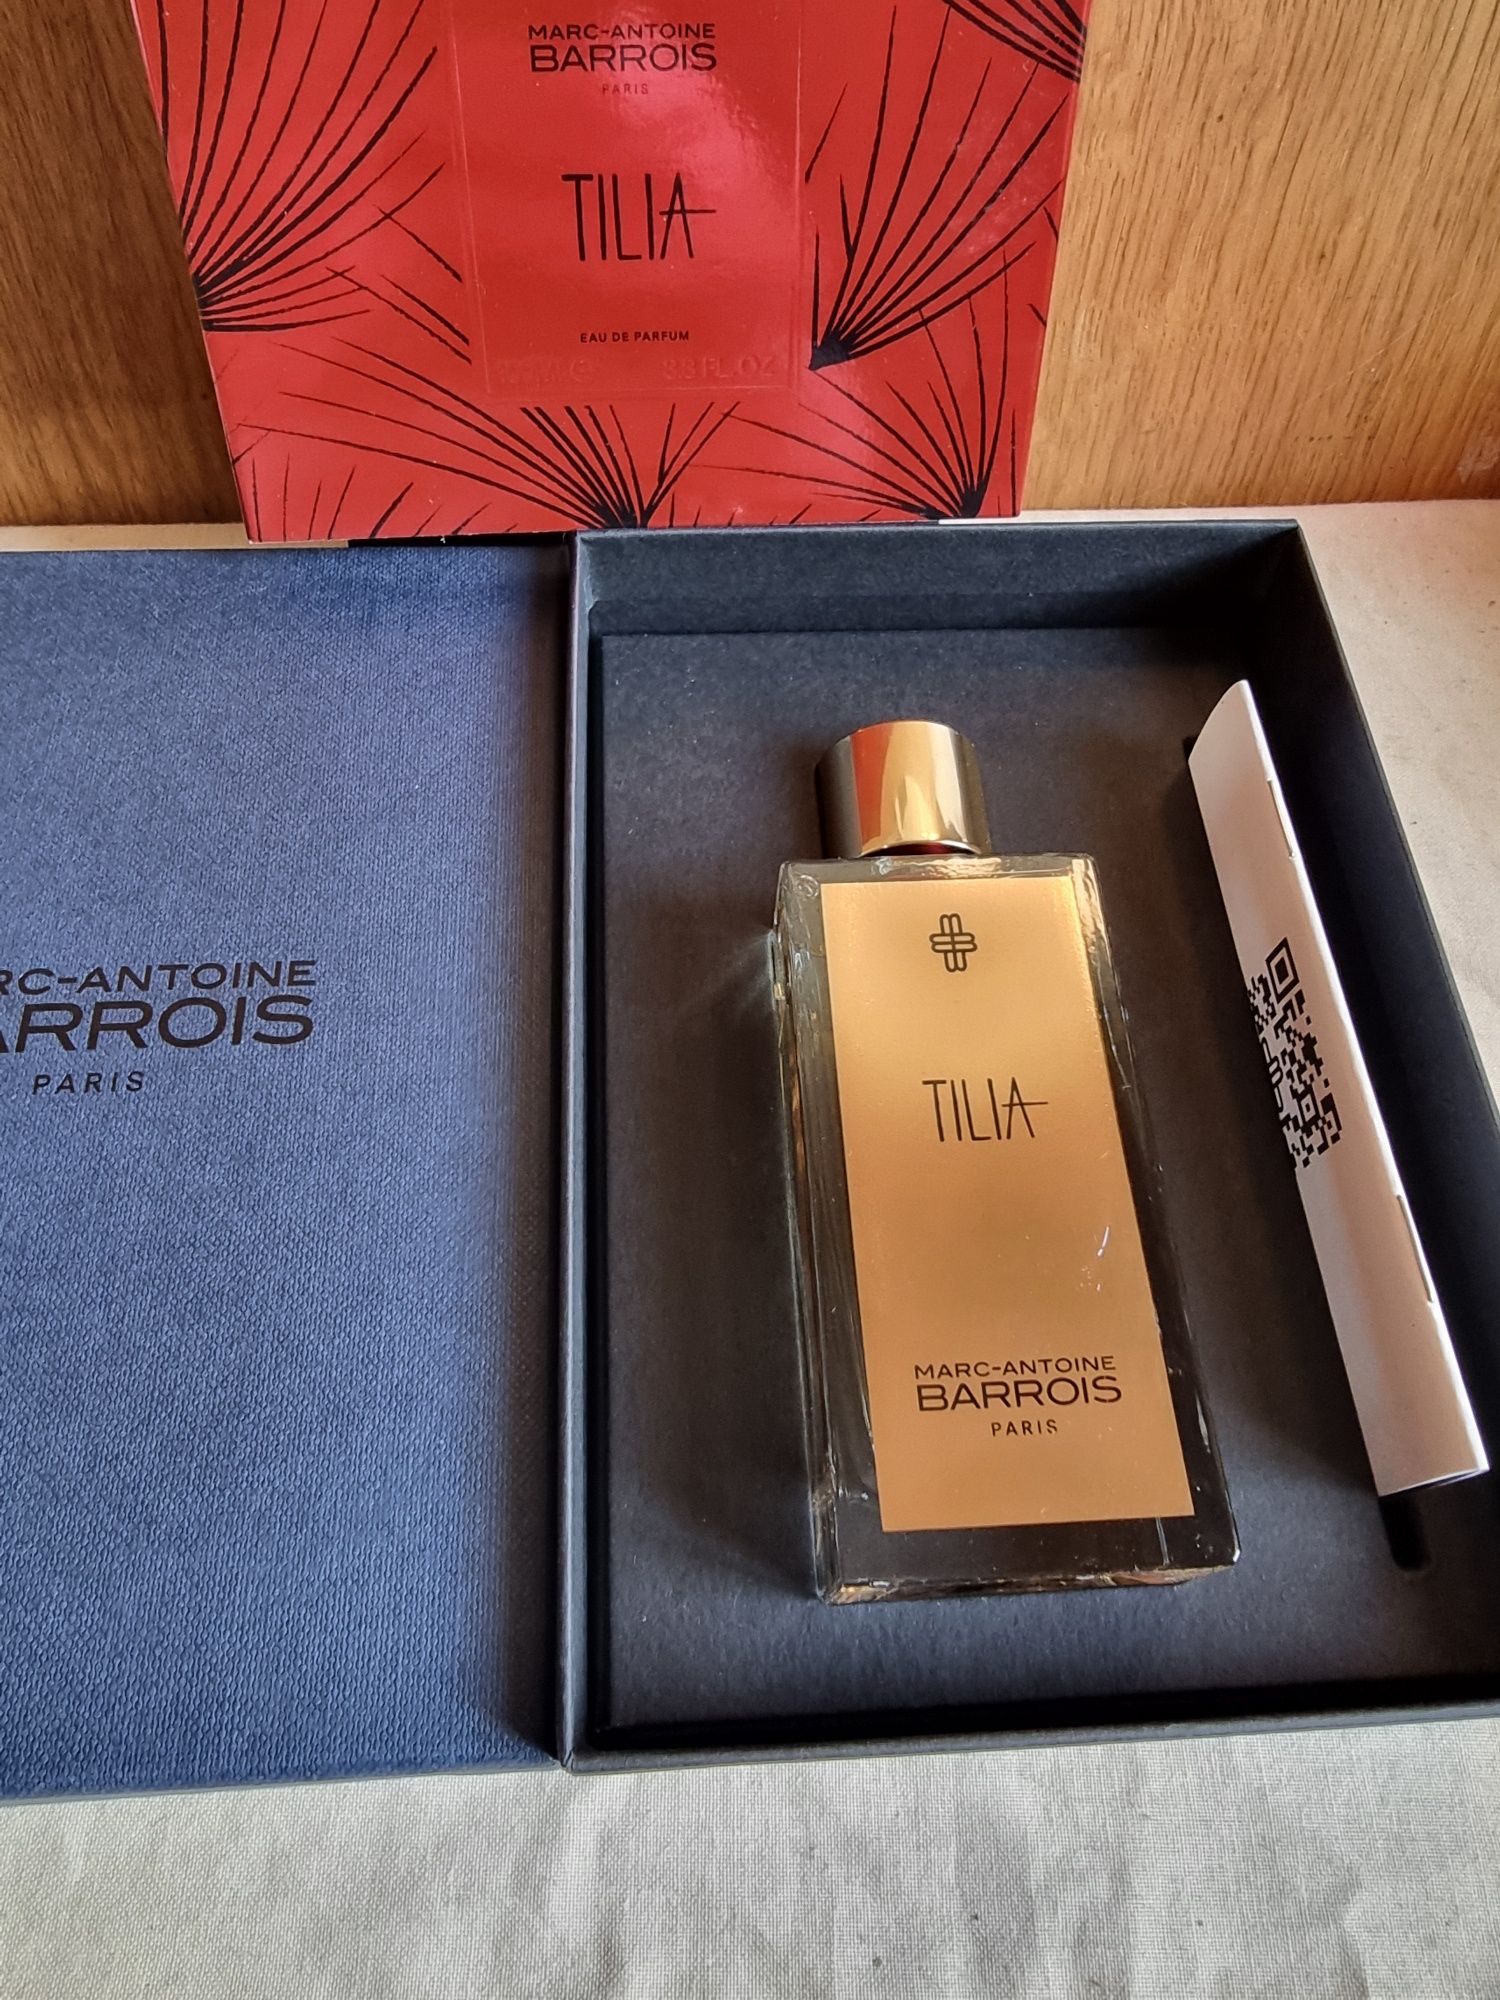 MARC-ANTOINE
BARROIS
PARIS
TILIA
EAU DE PARFUM
3.3 FL.OZ
RC-ANTOINE
ARROIS
PARIS
TILIA
MARC-ANTOINE
BARROIS
PARIS